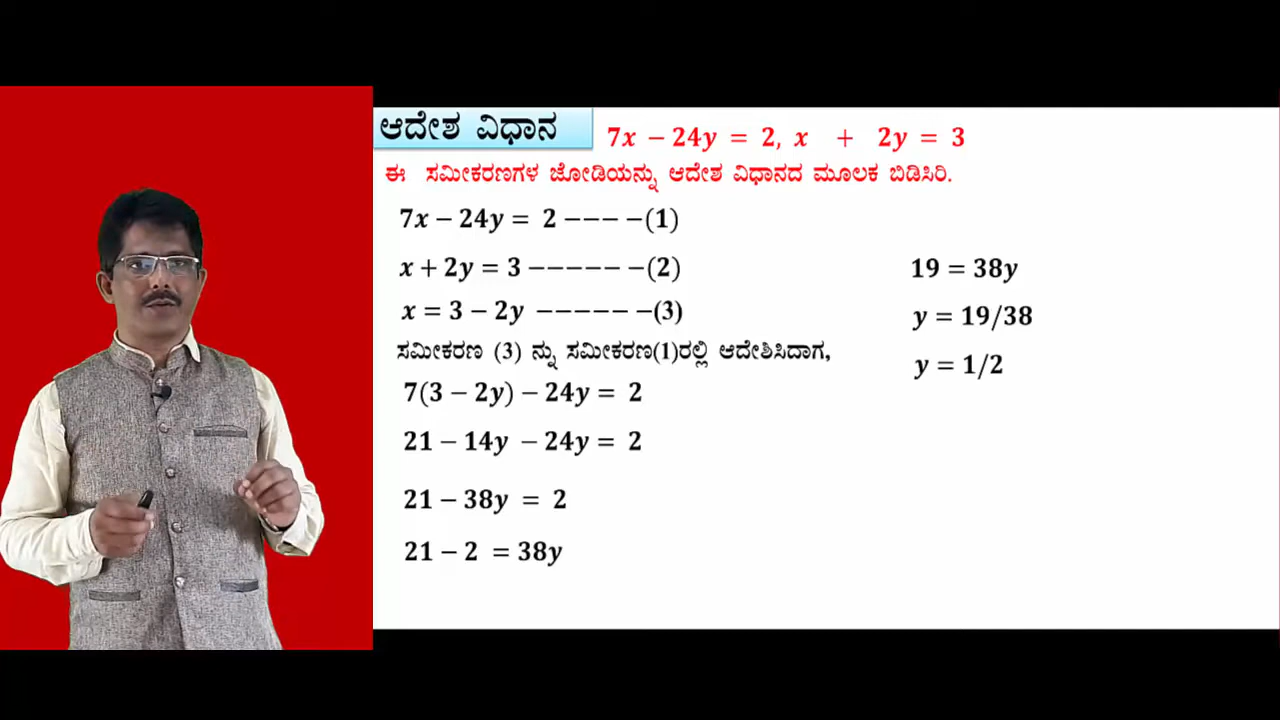 ಆದೇಶ ವಿಧಾನ
7x − 24y = 2, x + 2y = 3
ಈ ಸಮೀಕರಣಗಳ ಜೋಡಿಯನ್ನು ಆದೇಶ ವಿಧಾನದ ಮೂಲಕ ಬಿಡಿಸಿರಿ.
7x − 24y = 2 −−− −(1)
x + 2y = 3 −−−−− −(2)
x = 3 − 2y −−−−− −(3)
ಸಮೀಕರಣ (3) ನ್ನು ಸಮೀಕರಣ(1)ರಲ್ಲಿ ಆದೇಶಿಸಿದಾಗ,
7(3 − 2y) − 24y = 2
21 − 14y − 24y = 2
21 − 38y = 2
21 − 2 = 38y
19 = 38y
y = 19/38
y = 1/2